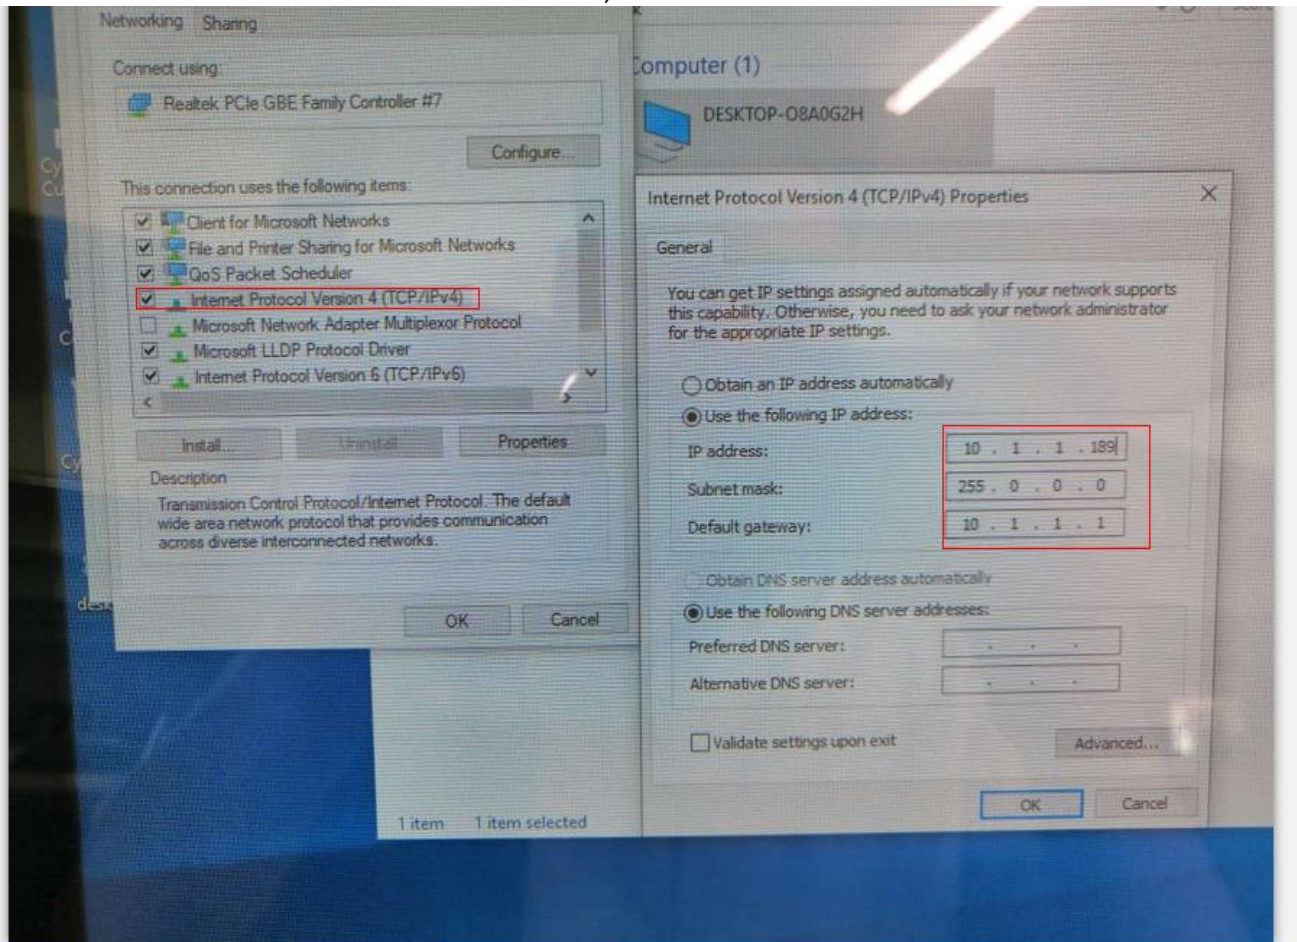 Networking Sharing
Connect using:
Realtek PCIe GBE Family Controller #7
Configure...
This connection uses the following items:
Client for Microsoft Networks
File and Printer Sharing for Microsoft Networks
QoS Packet Scheduler
Internet Protocol Version 4 (TCP/IPv4)
Microsoft Network Adapter Multiplexor Protocol
Microsoft LLDP Protocol Driver
Internet Protocol Version 6 (TCP/IPv6)
Install... Uninstall Properties
Description
Transmission Control Protocol/Internet Protocol. The default
wide area network protocol that provides communication
across diverse interconnected networks.
OK Cancel
Computer (1)
DESKTOP-O8A0G2H
Internet Protocol Version 4 (TCP/IPv4) Properties
General
You can get IP settings assigned automatically if your network supports
this capability. Otherwise, you need to ask your network administrator
for the appropriate IP settings.
Obtain an IP address automatically
Use the following IP address:
IP address: 10 . 1 . 1 . 189
Subnet mask: 255 . 0 . 0 . 0
Default gateway: 10 . 1 . 1 . 1
Obtain DNS server address automatically
Use the following DNS server addresses:
Preferred DNS server: . . .
Alternative DNS server: . . .
Validate settings upon exit
Advanced...
OK Cancel
1 item 1 item selected